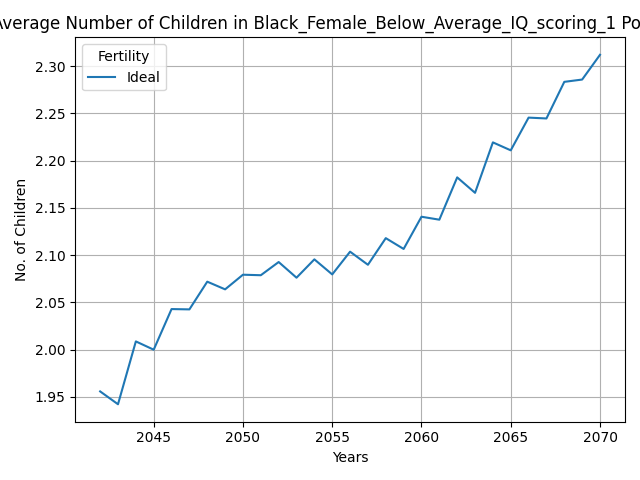 Average Number of Children in Black_Female_Below_Average_IQ_scoring_1 Po
Fertility
Ideal
2.30
2.25
2.20
2.15
2.10
2.05
2.00
1.95
No. of Children
2045 2050 2055 2060 2065 2070
Years